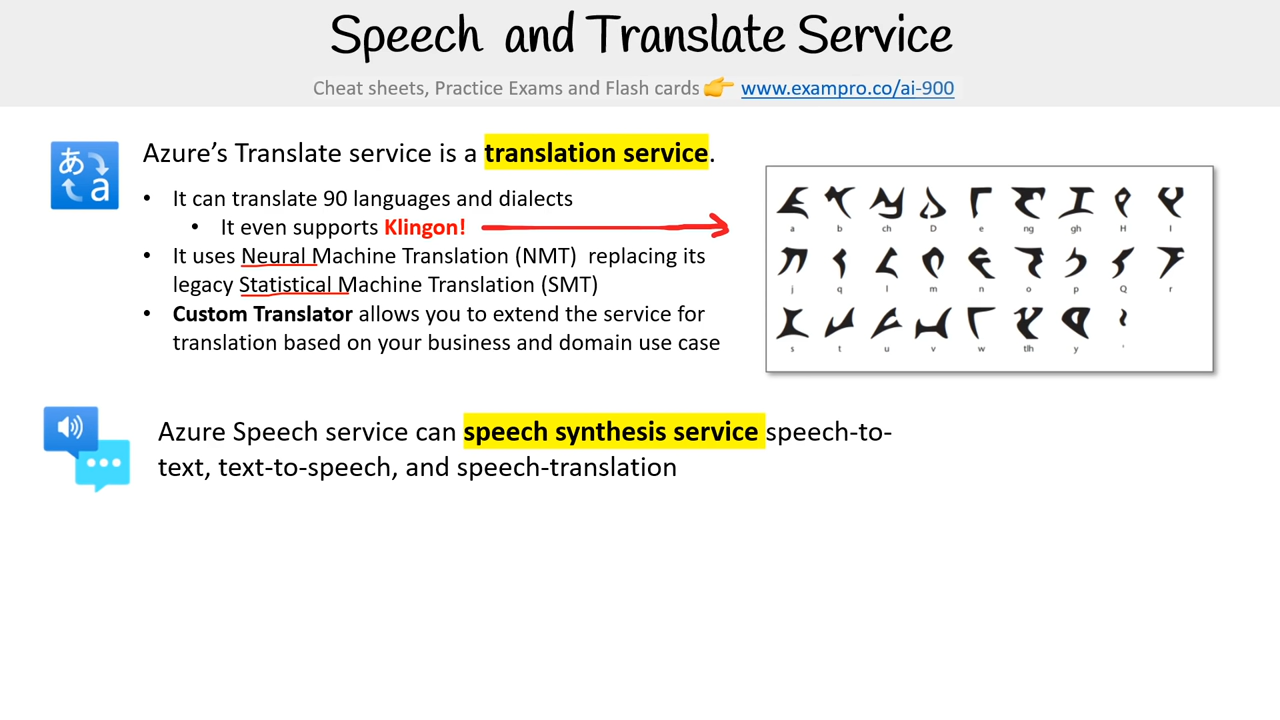 Speech and Translate Service
Cheat sheets, Practice Exams and Flash cards 👉 www.exampro.co/ai-900
あ
a
Azure’s Translate service is a translation service.
• It can translate 90 languages and dialects
• It even supports Klingon!
• It uses Neural Machine Translation (NMT) replacing its
legacy Statistical Machine Translation (SMT)
• Custom Translator allows you to extend the service for
translation based on your business and domain use case
a b ch D e ng gh H I
j q l m n o p Q r
s t u v w tlh y '
Azure Speech service can speech synthesis service speech-to-
text, text-to-speech, and speech-translation